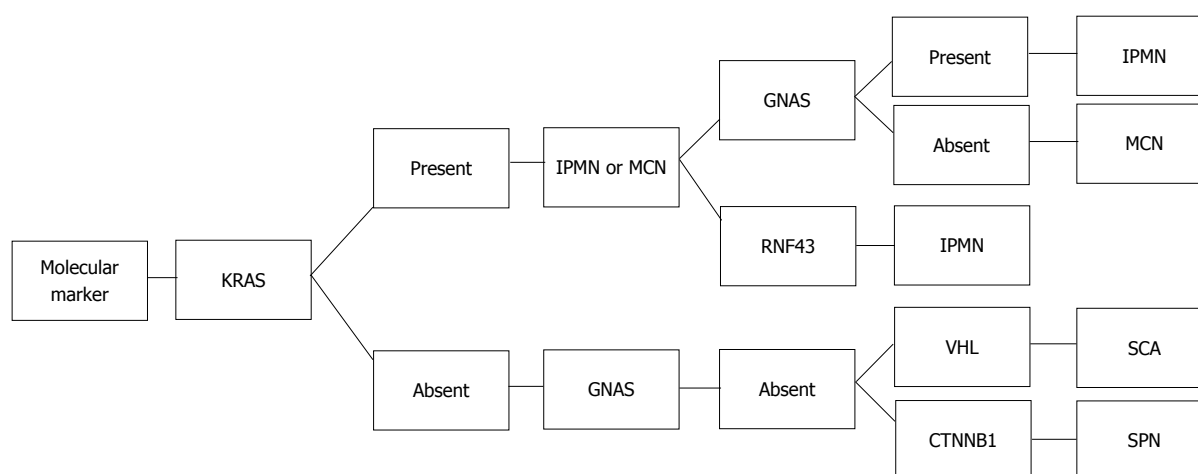 Molecular
marker
KRAS
Present
IPMN or MCN
GNAS
Present
IPMN
Absent
MCN
RNF43
IPMN
Absent
GNAS
Absent
VHL
SCA
CTNNB1
SPN